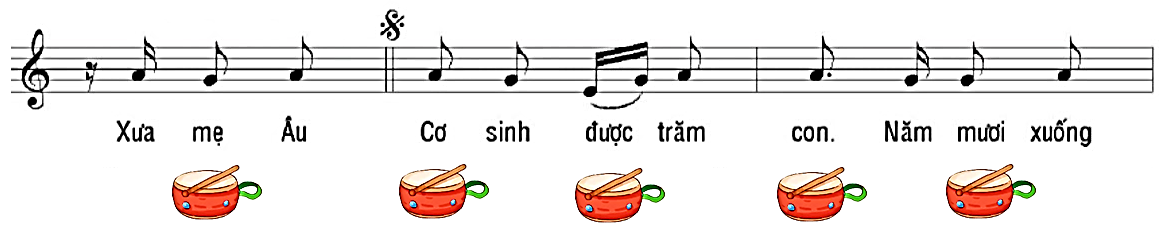 Xưa mẹ Âu Cơ sinh được trăm con. Năm mươi xuống